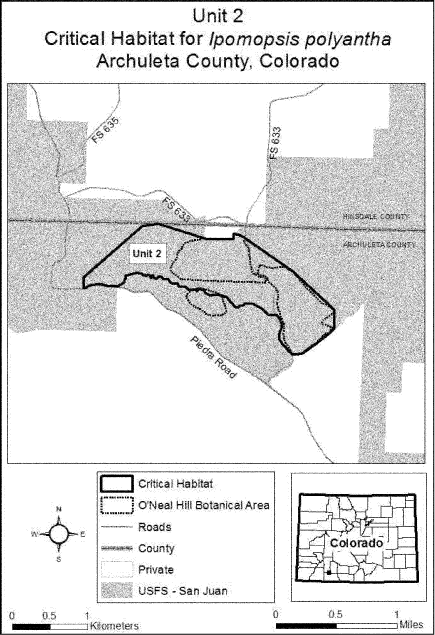 Unit 2
Critical Habitat for Ipomopsis polyantha
Archuleta County, Colorado
FS 635
FS 633
FS 633
HINSDALE COUNTY
ARCHULETA COUNTY
Unit 2
Piedra Road
N
W
E
S
Critical Habitat
O'Neal Hill Botanical Area
Roads
County
Private
USFS - San Juan
Colorado
0 0.5 1
Kilometers
0 0.5 1
Miles